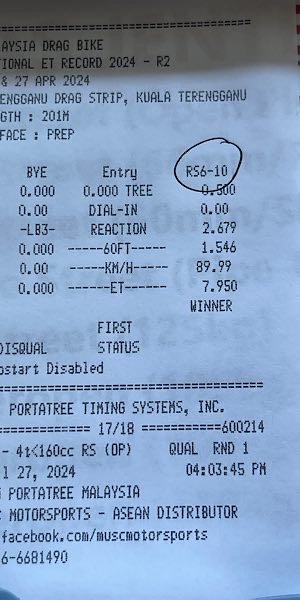 ================================
AYSIA DRAG BIKE
IONAL ET RECORD 2024 - R2
& 27 APR 2024
ENGGANU DRAG STRIP, KUALA TERENGGANU
GTH : 201M
FACE : PREP
BYE Entry RS6-10
0.000 0.000 TREE 0.500
0.00 DIAL-IN 0.00
-LB3- REACTION 2.679
0.000 ------60FT------ 1.546
0.00 ------KM/H------ 89.99
0.000 -------ET------- 7.950
WINNER
FIRST
DISQUAL STATUS
ostart Disabled
================================
PORTATREE TIMING SYSTEMS, INC.
============ 17/18 ============600214
- 4t<160cc RS (OP) QUAL RND 1
l 27, 2024 04:03:45 PM
PORTATREE MALAYSIA
MOTORSPORTS - ASEAN DISTRIBUTOR
facebook.com/muscmotorsports
6-6681490